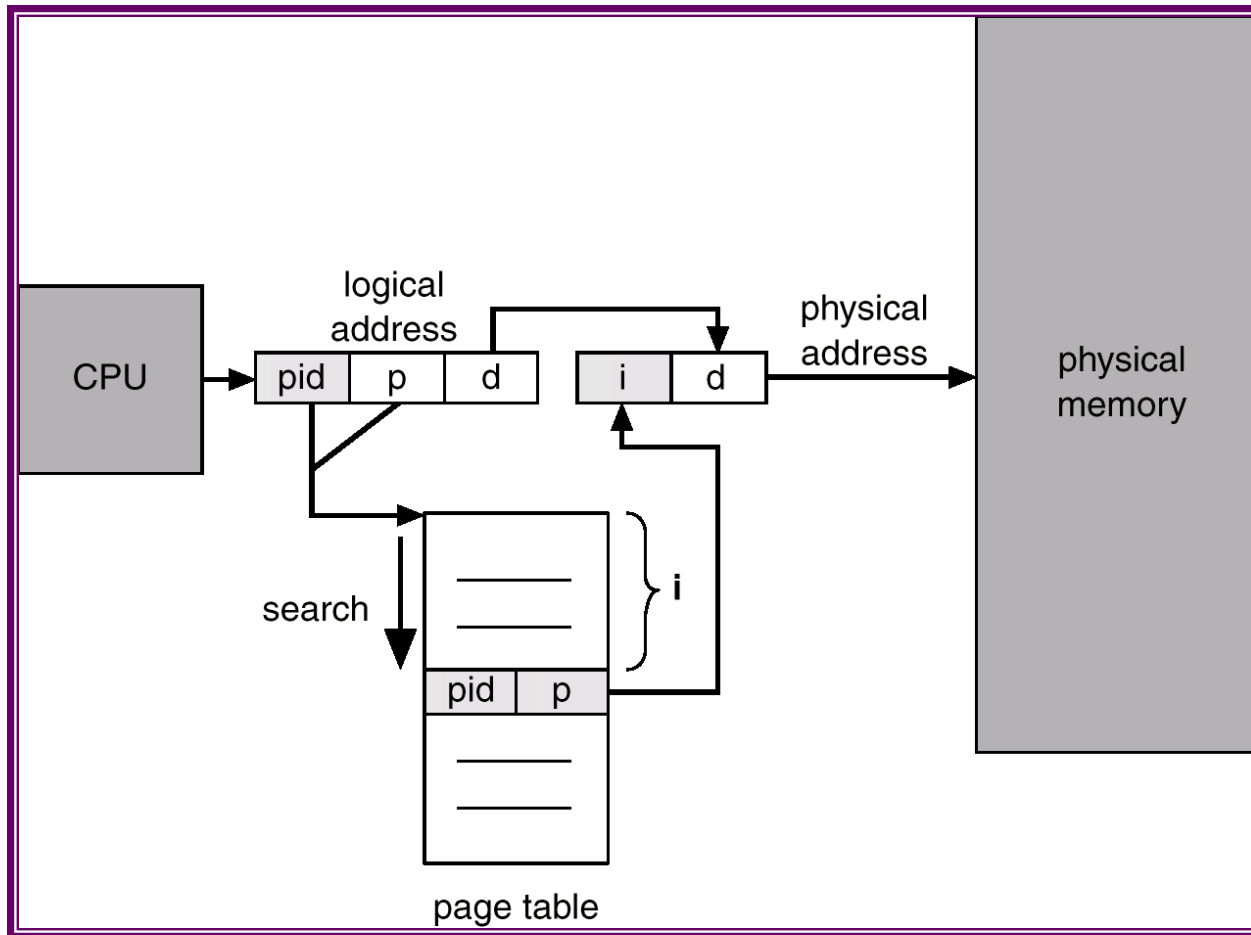 logical
address
physical
address
CPU
pid
p
d
i
d
physical
memory
search
i
pid
p
page table